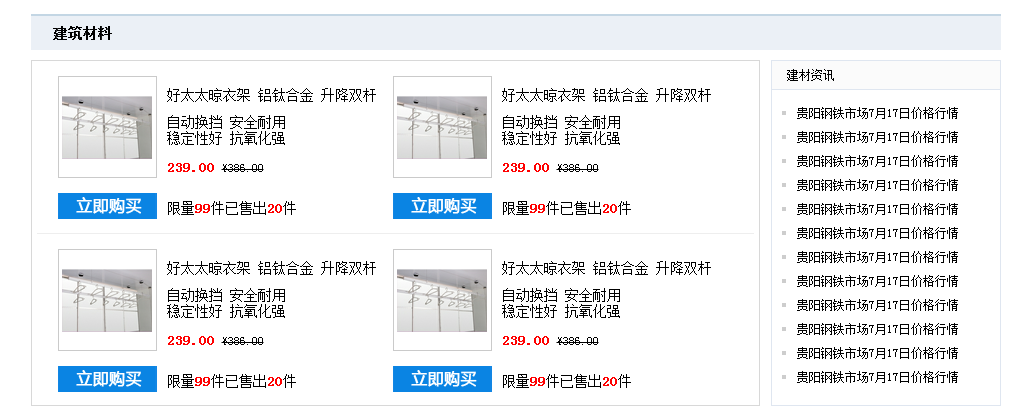 建筑材料
好太太晾衣架 铝钛合金 升降双杆
自动换挡 安全耐用
稳定性好 抗氧化强
239.00 ¥386.00
立即购买 限量99件已售出20件
好太太晾衣架 铝钛合金 升降双杆
自动换挡 安全耐用
稳定性好 抗氧化强
239.00 ¥386.00
立即购买 限量99件已售出20件
好太太晾衣架 铝钛合金 升降双杆
自动换挡 安全耐用
稳定性好 抗氧化强
239.00 ¥386.00
立即购买 限量99件已售出20件
好太太晾衣架 铝钛合金 升降双杆
自动换挡 安全耐用
稳定性好 抗氧化强
239.00 ¥386.00
立即购买 限量99件已售出20件
建材资讯
贵阳钢铁市场7月17日价格行情
贵阳钢铁市场7月17日价格行情
贵阳钢铁市场7月17日价格行情
贵阳钢铁市场7月17日价格行情
贵阳钢铁市场7月17日价格行情
贵阳钢铁市场7月17日价格行情
贵阳钢铁市场7月17日价格行情
贵阳钢铁市场7月17日价格行情
贵阳钢铁市场7月17日价格行情
贵阳钢铁市场7月17日价格行情
贵阳钢铁市场7月17日价格行情
贵阳钢铁市场7月17日价格行情